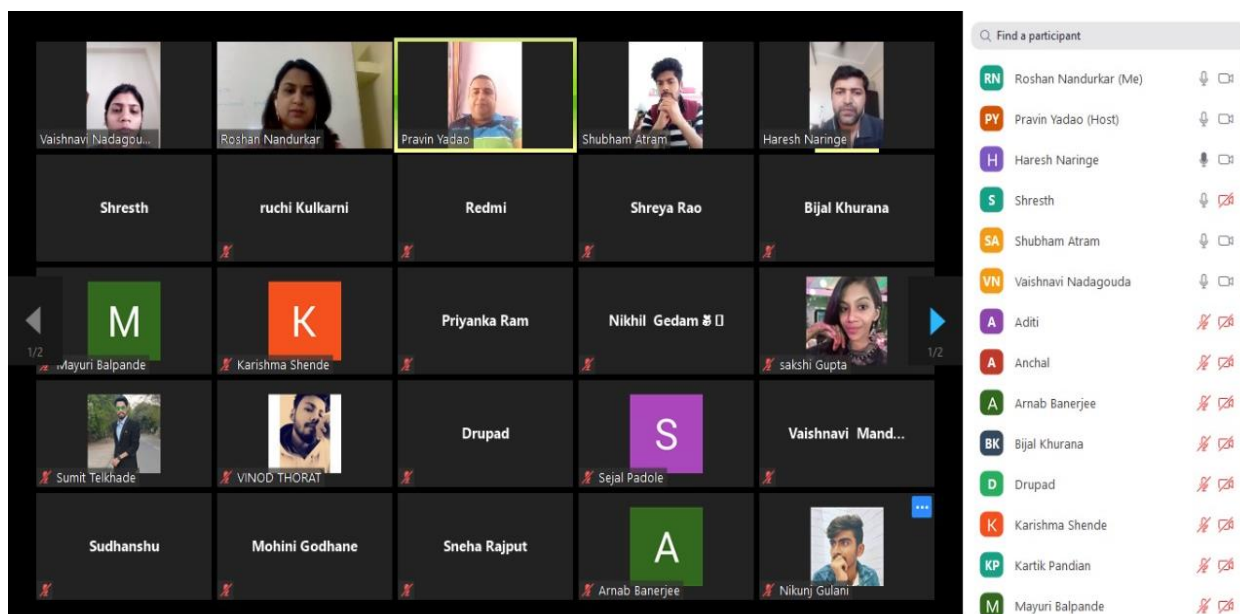 Vaishnavi Nadagou...
Roshan Nandurkar
Pravin Yadao
Shubham Atram
Haresh Naringe
Shresth
ruchi Kulkarni
Redmi
Shreya Rao
Bijal Khurana
M
Mayuri Balpande
K
Karishma Shende
Priyanka Ram
Nikhil Gedam
sakshi Gupta
1/2
1/2
Sumit Telkhade
VINOD THORAT
Drupad
S
Sejal Padole
Vaishnavi Mand...
Sudhanshu
Mohini Godhane
Sneha Rajput
A
Arnab Banerjee
Nikunj Gulani
Find a participant
RN Roshan Nandurkar (Me)
PY Pravin Yadao (Host)
H Haresh Naringe
S Shresth
SA Shubham Atram
VN Vaishnavi Nadagouda
A Aditi
A Anchal
A Arnab Banerjee
BK Bijal Khurana
D Drupad
K Karishma Shende
KP Kartik Pandian
M Mayuri Balpande